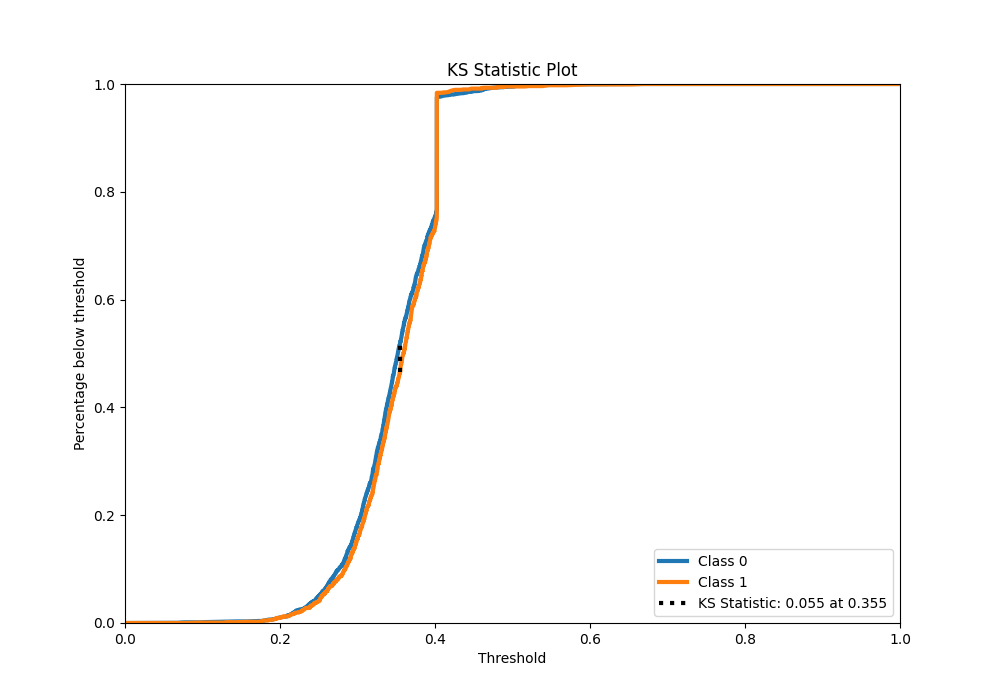 KS Statistic Plot
1.0
0.8
0.6
0.4
0.2
0.0
Percentage below threshold
0.0 0.2 0.4 0.6 0.8 1.0
Threshold
Class 0
Class 1
KS Statistic: 0.055 at 0.355